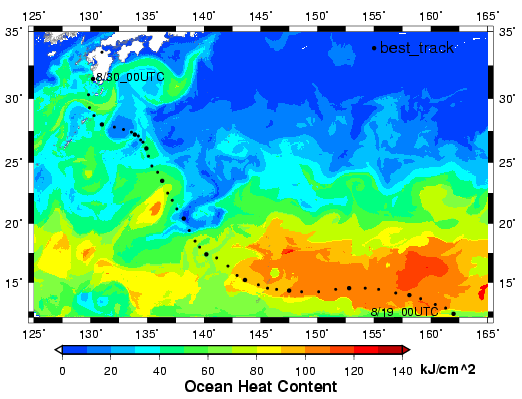 125˚ 130˚ 135˚ 140˚ 145˚ 150˚ 155˚ 160˚ 165˚
35˚ 35˚
best_track
8/30_00UTC
30˚ 30˚
25˚ 25˚
20˚ 20˚
15˚ 15˚
8/19_00UTC
125˚ 130˚ 135˚ 140˚ 145˚ 150˚ 155˚ 160˚ 165˚
0 20 40 60 80 100 120 140 kJ/cm^2
Ocean Heat Content